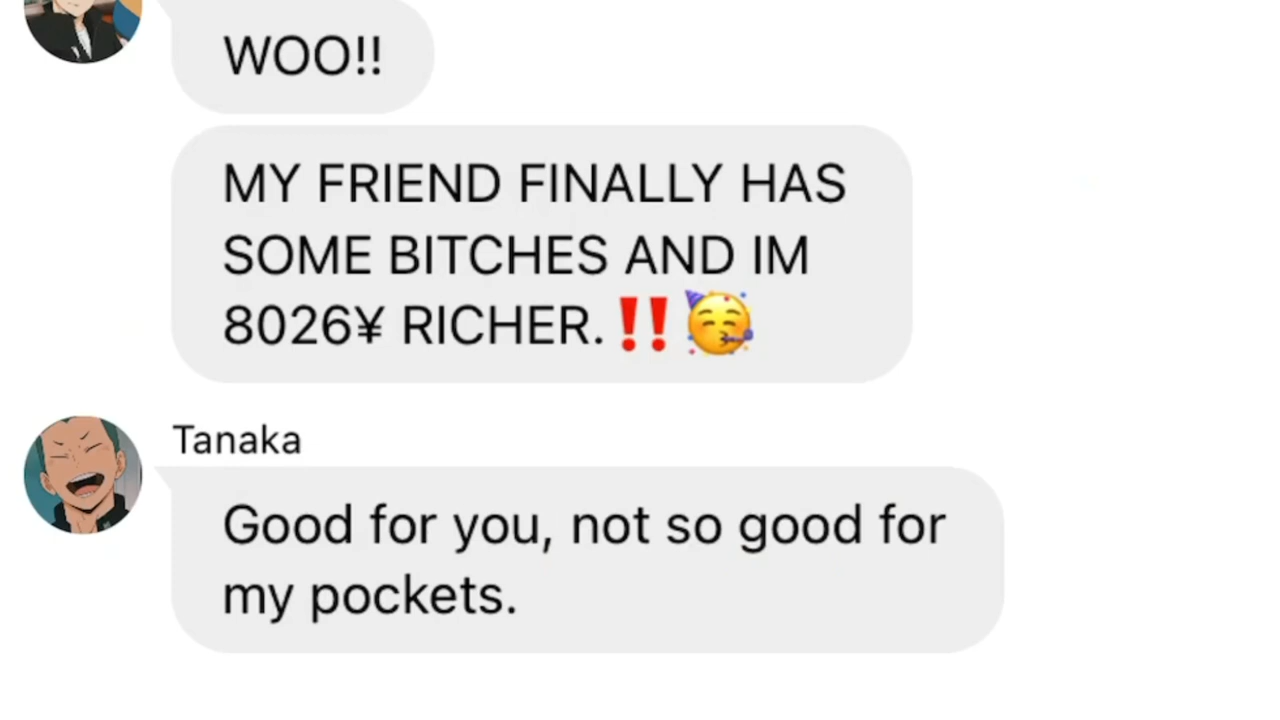 WOO!!
MY FRIEND FINALLY HAS
SOME BITCHES AND IM
8026¥ RICHER.‼️🥳
Tanaka
Good for you, not so good for
my pockets.